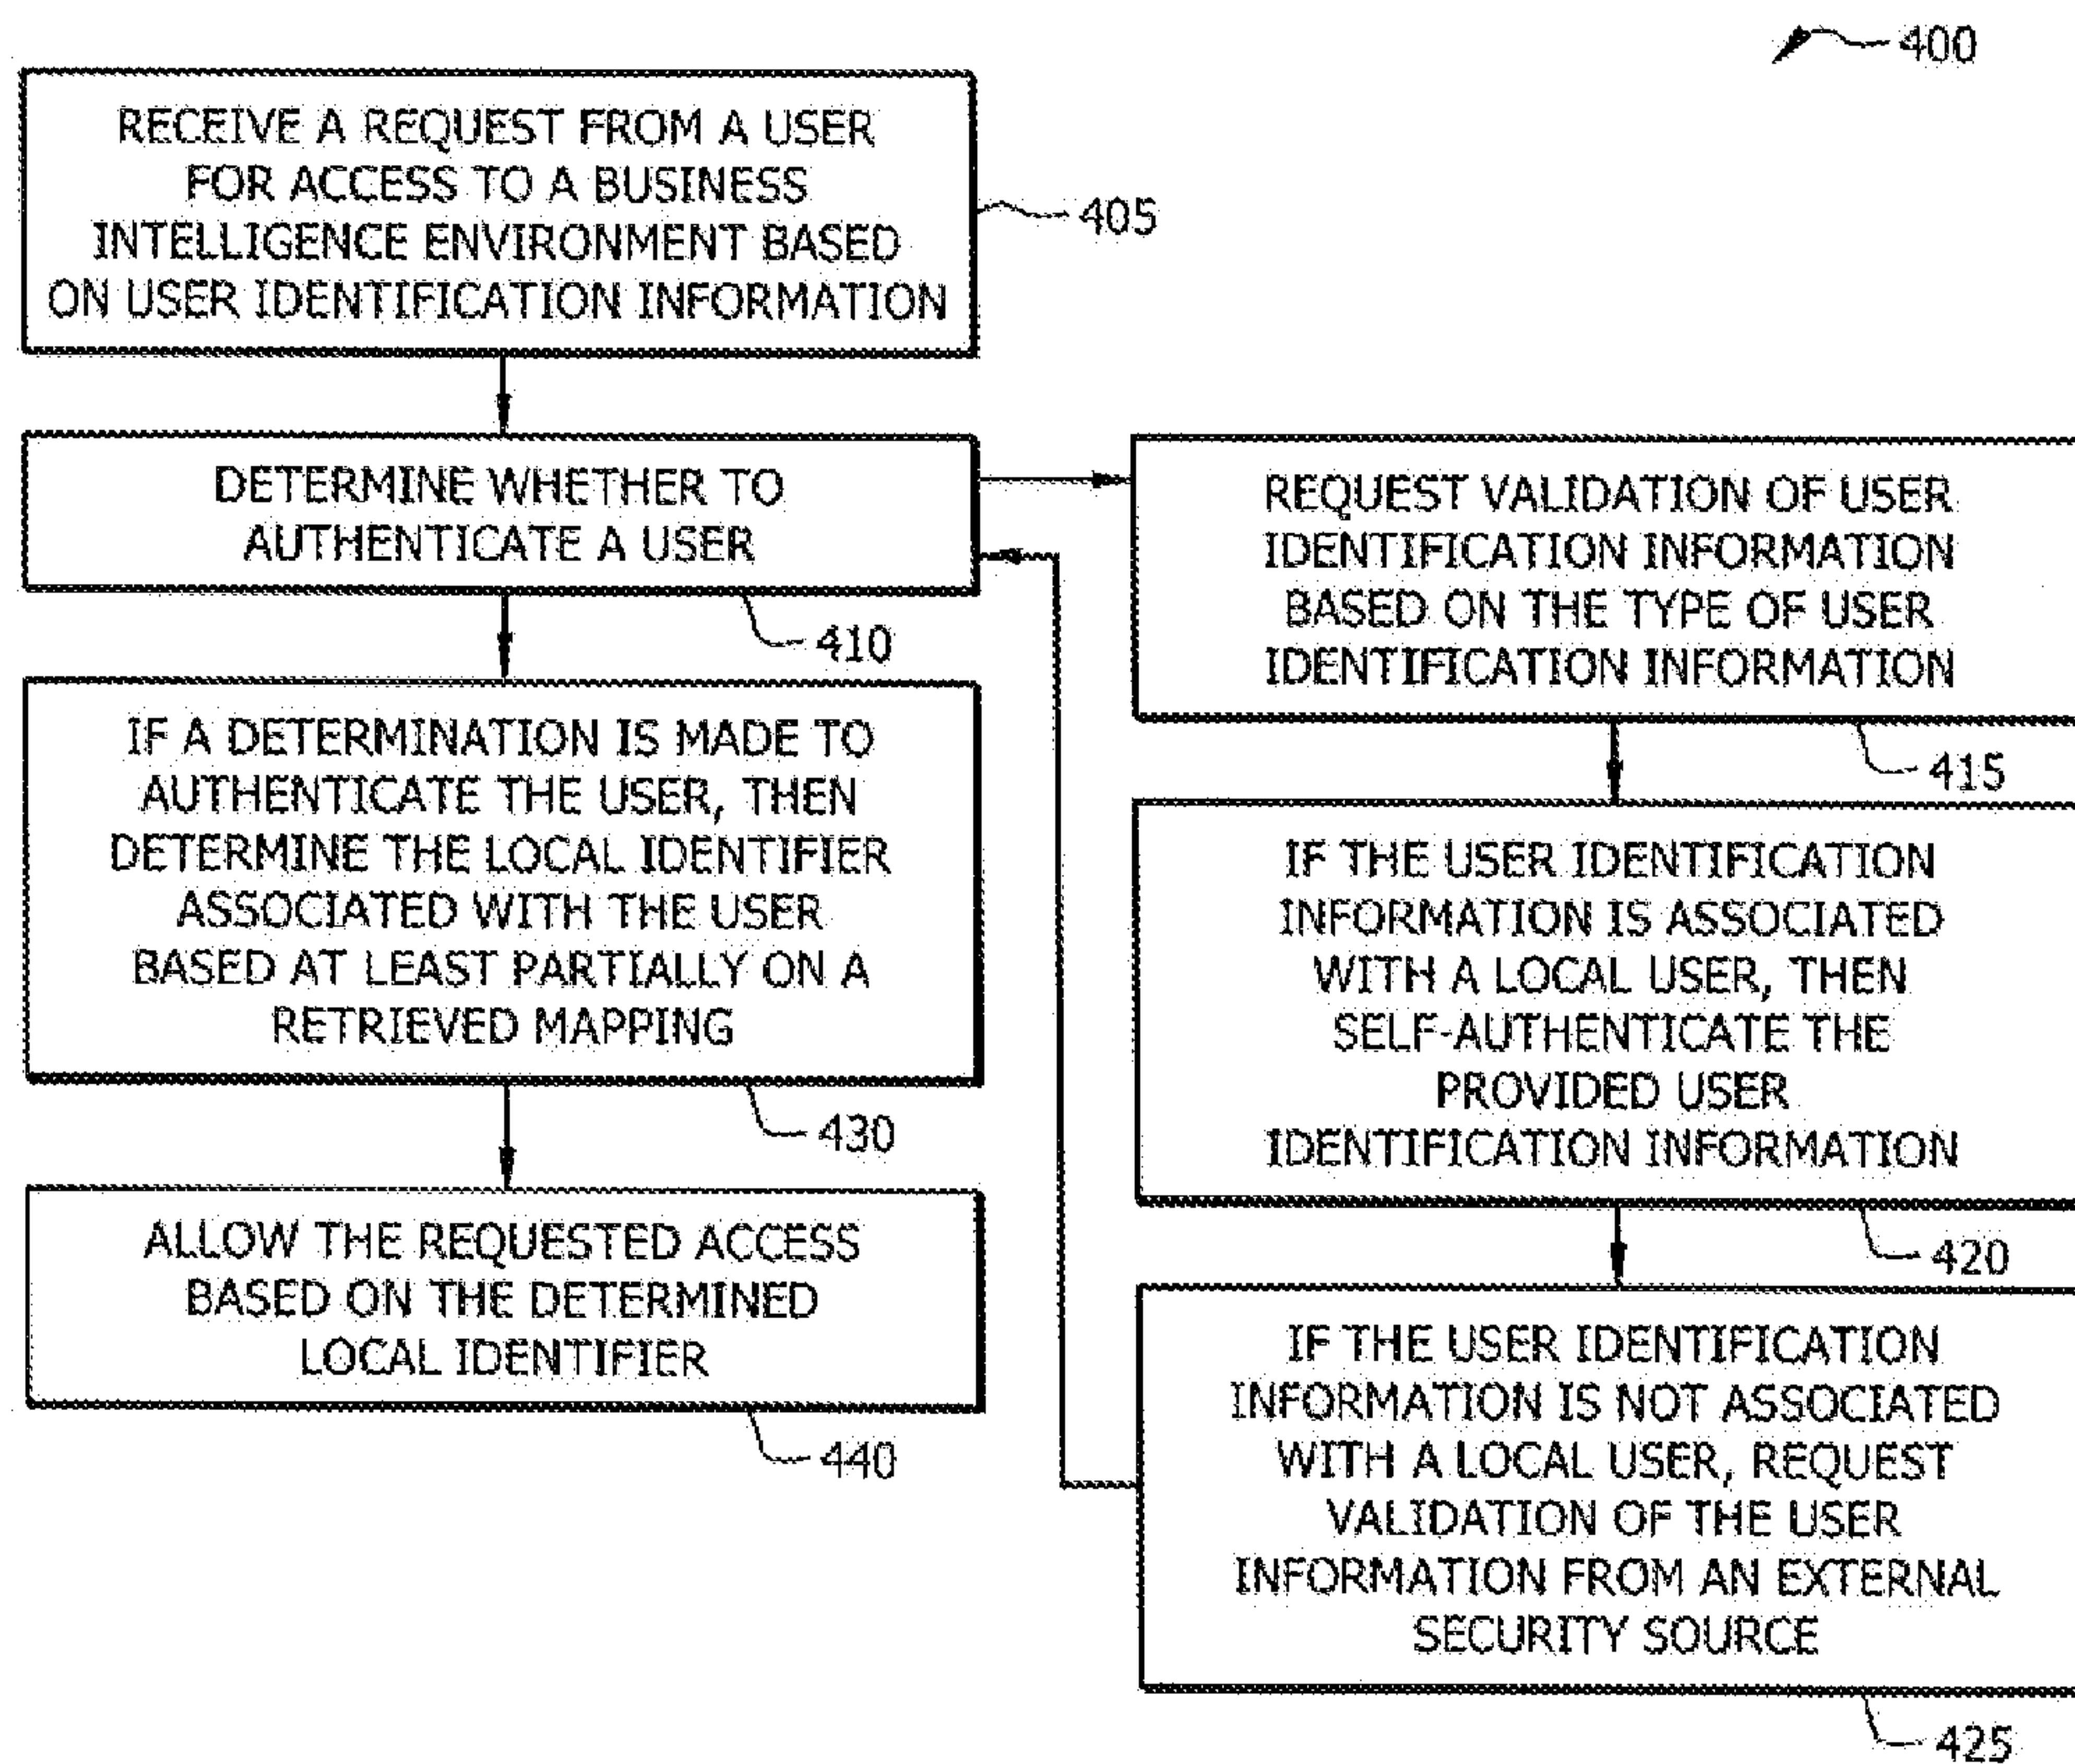 400
RECEIVE A REQUEST FROM A USER
FOR ACCESS TO A BUSINESS
INTELLIGENCE ENVIRONMENT BASED
ON USER IDENTIFICATION INFORMATION
405
DETERMINE WHETHER TO
AUTHENTICATE A USER
410
REQUEST VALIDATION OF USER
IDENTIFICATION INFORMATION
BASED ON THE TYPE OF USER
IDENTIFICATION INFORMATION
415
IF THE USER IDENTIFICATION
INFORMATION IS ASSOCIATED
WITH A LOCAL USER, THEN
SELF-AUTHENTICATE THE
PROVIDED USER
IDENTIFICATION INFORMATION
420
IF THE USER IDENTIFICATION
INFORMATION IS NOT ASSOCIATED
WITH A LOCAL USER, REQUEST
VALIDATION OF THE USER
INFORMATION FROM AN EXTERNAL
SECURITY SOURCE
425
IF A DETERMINATION IS MADE TO
AUTHENTICATE THE USER, THEN
DETERMINE THE LOCAL IDENTIFIER
ASSOCIATED WITH THE USER
BASED AT LEAST PARTIALLY ON A
RETRIEVED MAPPING
430
ALLOW THE REQUESTED ACCESS
BASED ON THE DETERMINED
LOCAL IDENTIFIER
440